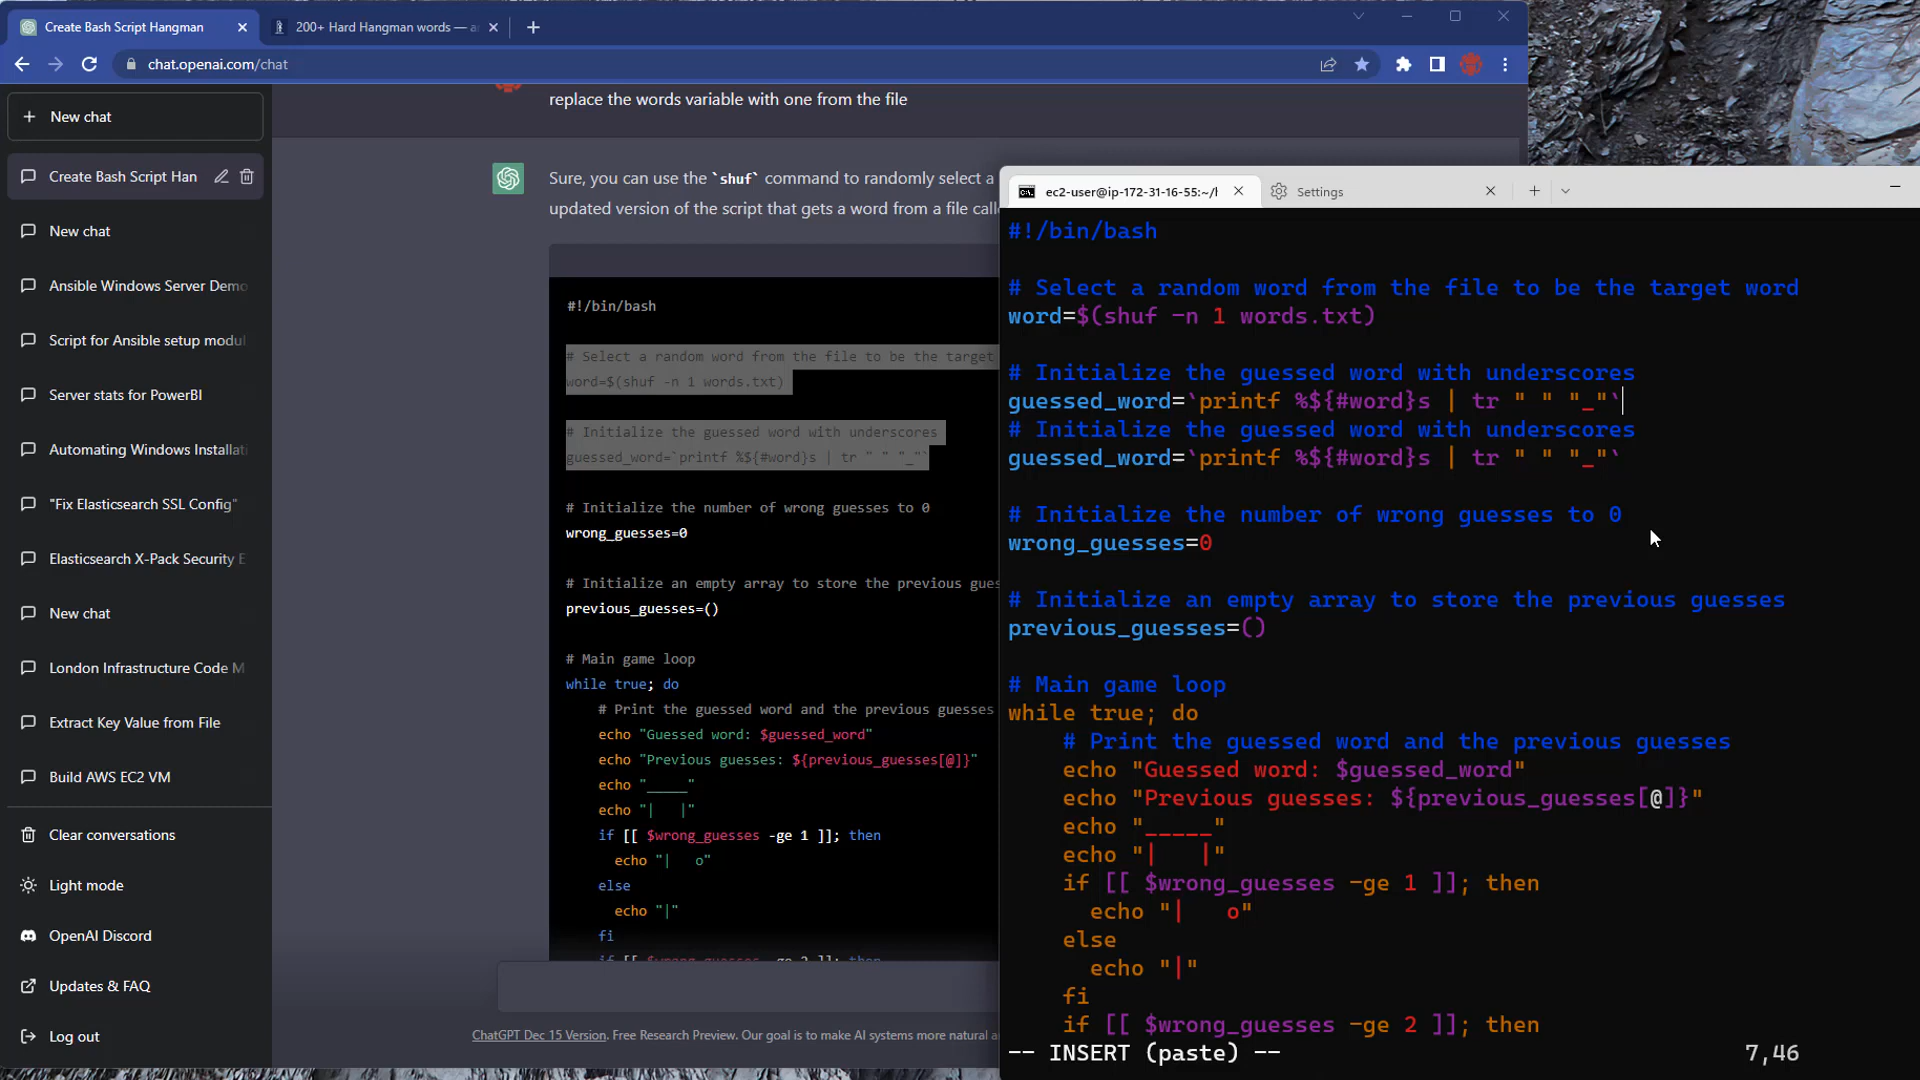 Create Bash Script Hangman
200+ Hard Hangman words — a
chat.openai.com/chat
New chat
Create Bash Script Han
New chat
Ansible Windows Server Demo
Script for Ansible setup modul
Server stats for PowerBI
Automating Windows Installati
"Fix Elasticsearch SSL Config"
Elasticsearch X-Pack Security E
New chat
London Infrastructure Code M
Extract Key Value from File
Build AWS EC2 VM
Clear conversations
Light mode
OpenAI Discord
Updates & FAQ
Log out
replace the words variable with one from the file
Sure, you can use the `shuf` command to randomly select a
updated version of the script that gets a word from a file calle
#!/bin/bash
# Select a random word from the file to be the target
word=$(shuf -n 1 words.txt)
# Initialize the guessed word with underscores
guessed_word=`printf %${#word}s | tr " " "_"`
# Initialize the number of wrong guesses to 0
wrong_guesses=0
# Initialize an empty array to store the previous gues
previous_guesses=()
# Main game loop
while true; do
# Print the guessed word and the previous guesses
echo "Guessed word: $guessed_word"
echo "Previous guesses: ${previous_guesses[@]}"
echo "_____"
echo "|   |"
if [[ $wrong_guesses -ge 1 ]]; then
echo "|   o"
else
echo "|"
fi
if [[ $wrong_guesses -ge 2 ]]; then
ChatGPT Dec 15 Version. Free Research Preview. Our goal is to make AI systems more natural a
ec2-user@ip-172-31-16-55:~/h
Settings
#!/bin/bash
# Select a random word from the file to be the target word
word=$(shuf -n 1 words.txt)
# Initialize the guessed word with underscores
guessed_word=`printf %${#word}s | tr " " "_"`
# Initialize the guessed word with underscores
guessed_word=`printf %${#word}s | tr " " "_"`
# Initialize the number of wrong guesses to 0
wrong_guesses=0
# Initialize an empty array to store the previous guesses
previous_guesses=()
# Main game loop
while true; do
# Print the guessed word and the previous guesses
echo "Guessed word: $guessed_word"
echo "Previous guesses: ${previous_guesses[@]}"
echo "_____"
echo "|   |"
if [[ $wrong_guesses -ge 1 ]]; then
echo "|   o"
else
echo "|"
fi
if [[ $wrong_guesses -ge 2 ]]; then
-- INSERT (paste) --
7,46